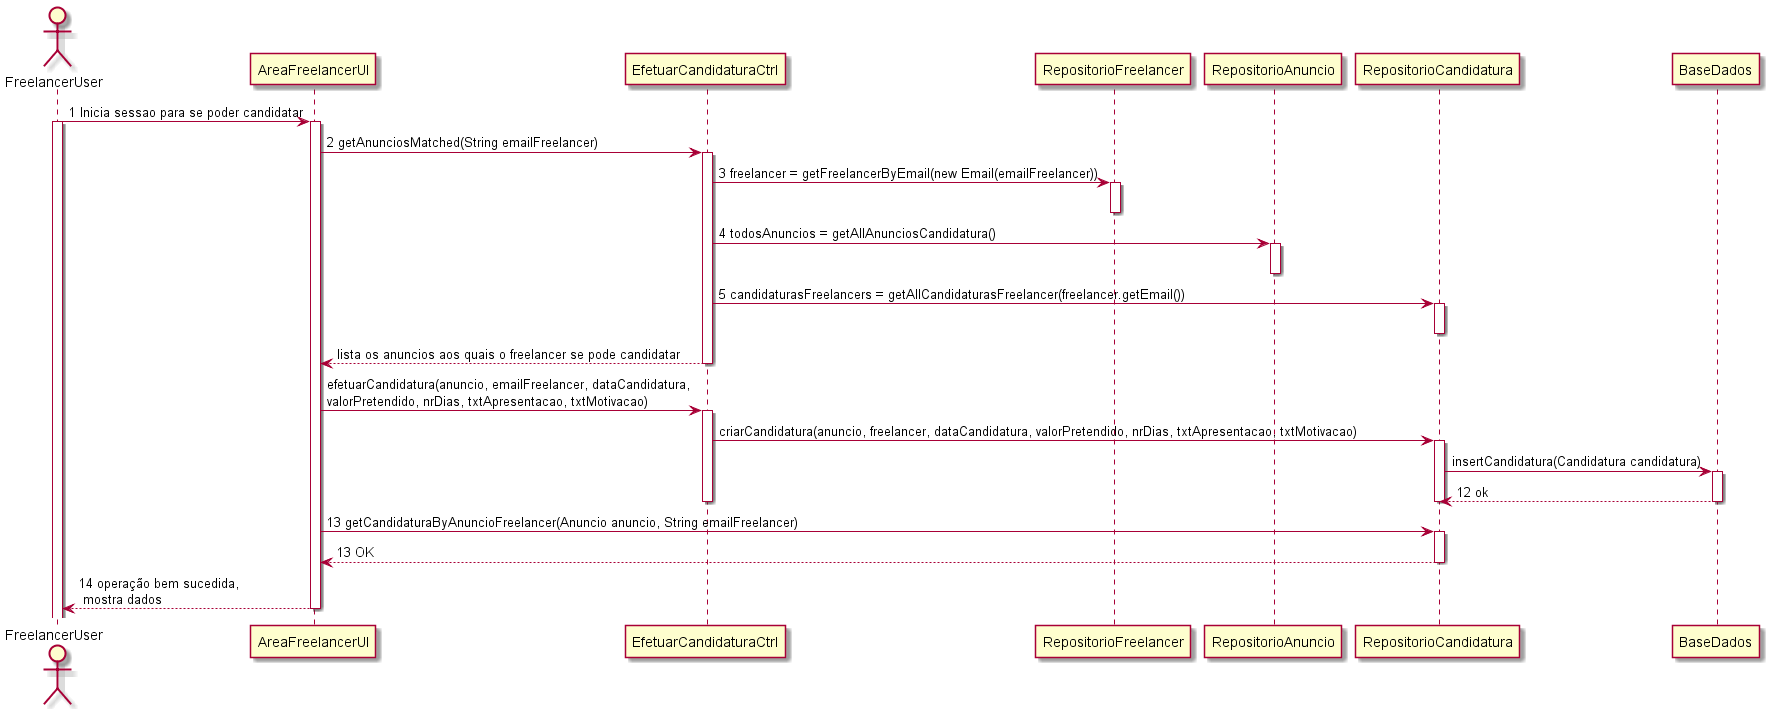 FreelancerUser
AreaFreelancerUI
EfetuarCandidaturaCtrl
RepositorioFreelancer
RepositorioAnuncio
RepositorioCandidatura
BaseDados
1 Inicia sessao para se poder candidatar
2 getAnunciosMatched(String emailFreelancer)
3 freelancer = getFreelancerByEmail(new Email(emailFreelancer))
4 todosAnuncios = getAllAnunciosCandidatura()
5 candidaturasFreelancers = getAllCandidaturasFreelancer(freelancer.getEmail())
lista os anuncios aos quais o freelancer se pode candidatar
efetuarCandidatura(anuncio, emailFreelancer, dataCandidatura,
valorPretendido, nrDias, txtApresentacao, txtMotivacao)
criarCandidatura(anuncio, freelancer, dataCandidatura, valorPretendido, nrDias, txtApresentacao, txtMotivacao)
insertCandidatura(Candidatura candidatura)
12 ok
13 getCandidaturaByAnuncioFreelancer(Anuncio anuncio, String emailFreelancer)
13 OK
14 operação bem sucedida,
mostra dados
FreelancerUser
AreaFreelancerUI
EfetuarCandidaturaCtrl
RepositorioFreelancer
RepositorioAnuncio
RepositorioCandidatura
BaseDados